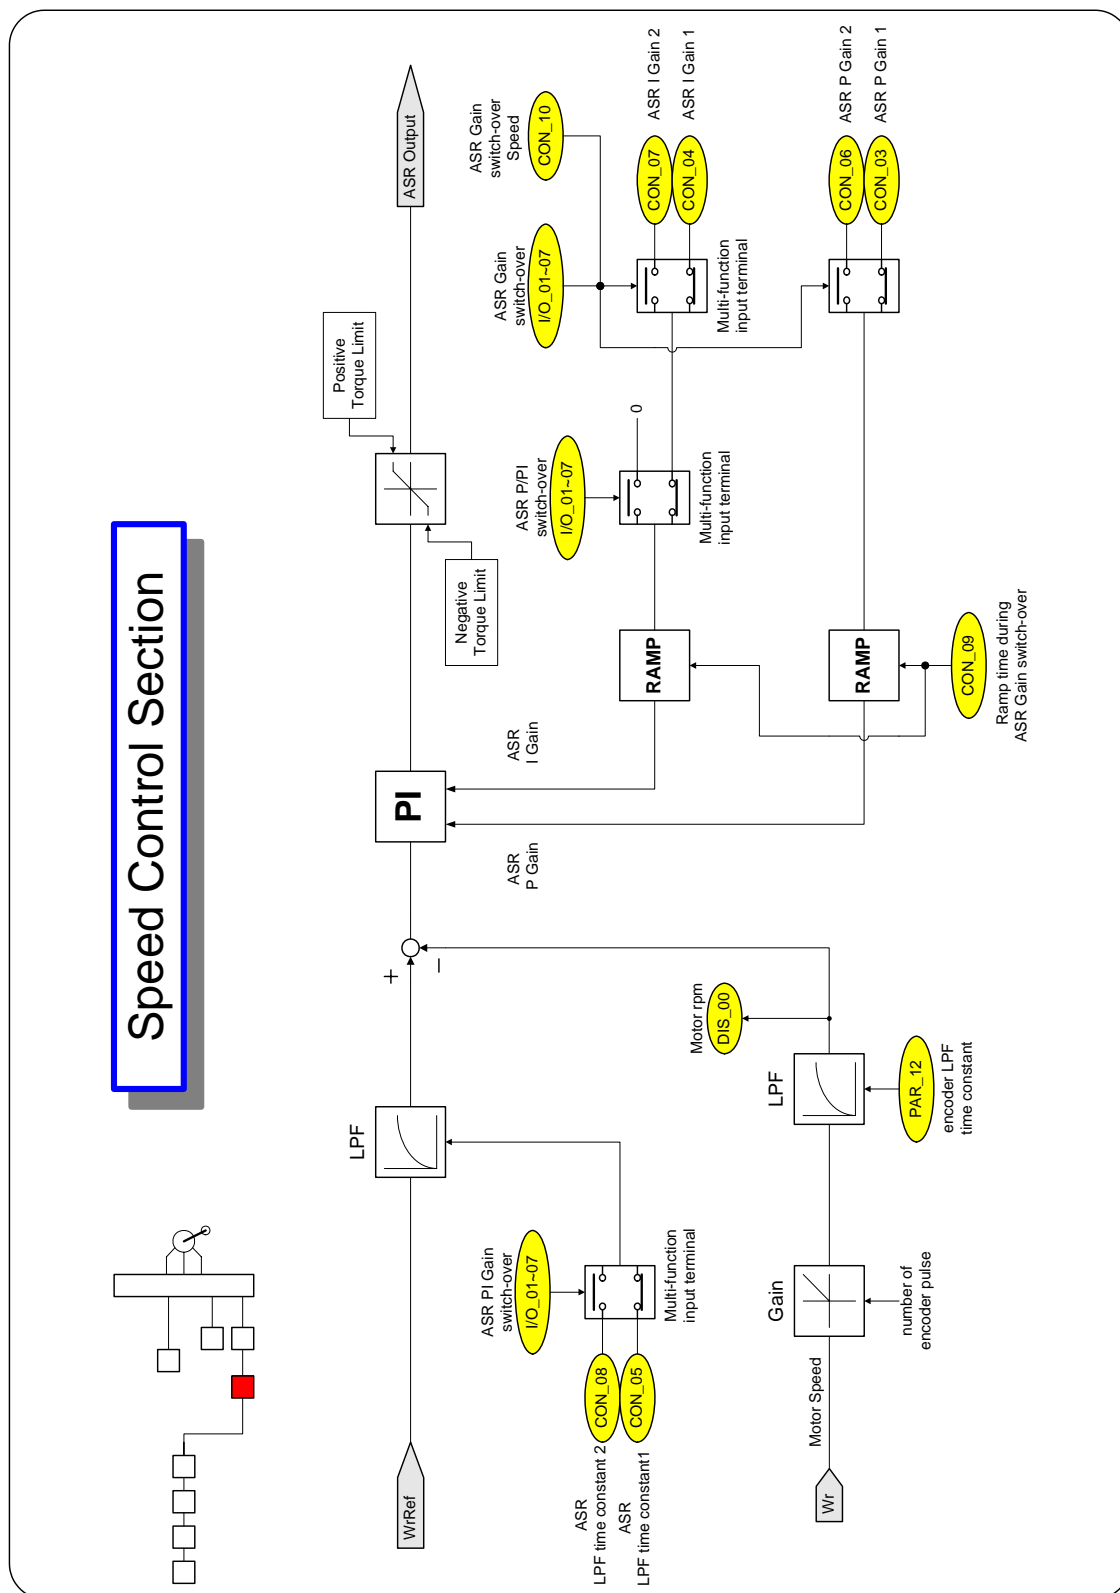 Speed Control Section
WrRef
LPF
+
−
PI
Positive
Torque Limit
Negative
Torque Limit
ASR Output
ASR PI Gain
switch-over
I/O_01~07
ASR
LPF time constant 2
CON_08
CON_05
ASR
LPF time constant1
Multi-function
input terminal
ASR
P Gain
ASR
I Gain
ASR P/PI
switch-over
I/O_01~07
0
Multi-function
input terminal
RAMP
ASR Gain
switch-over
I/O_01~07
ASR Gain
switch-over
Speed
CON_10
CON_07
ASR I Gain 2
CON_04
ASR I Gain 1
Multi-function
input terminal
Wr
Motor Speed
Gain
number of
encoder pulse
LPF
PAR_12
encoder LPF
time constant
Motor rpm
DIS_00
RAMP
CON_09
Ramp time during
ASR Gain switch-over
CON_06
ASR P Gain 2
CON_03
ASR P Gain 1